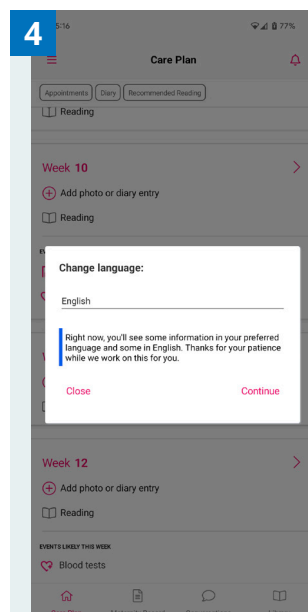 4
5:16
77%
Care Plan
Appointments
Diary
Recommended Reading
Reading
Week 10
Add photo or diary entry
Reading
Change language:
English
Right now, you'll see some information in your preferred
language and some in English. Thanks for your patience
while we work on this for you.
Close
Continue
Week 12
Add photo or diary entry
Reading
EVENTS LIKELY THIS WEEK
Blood tests